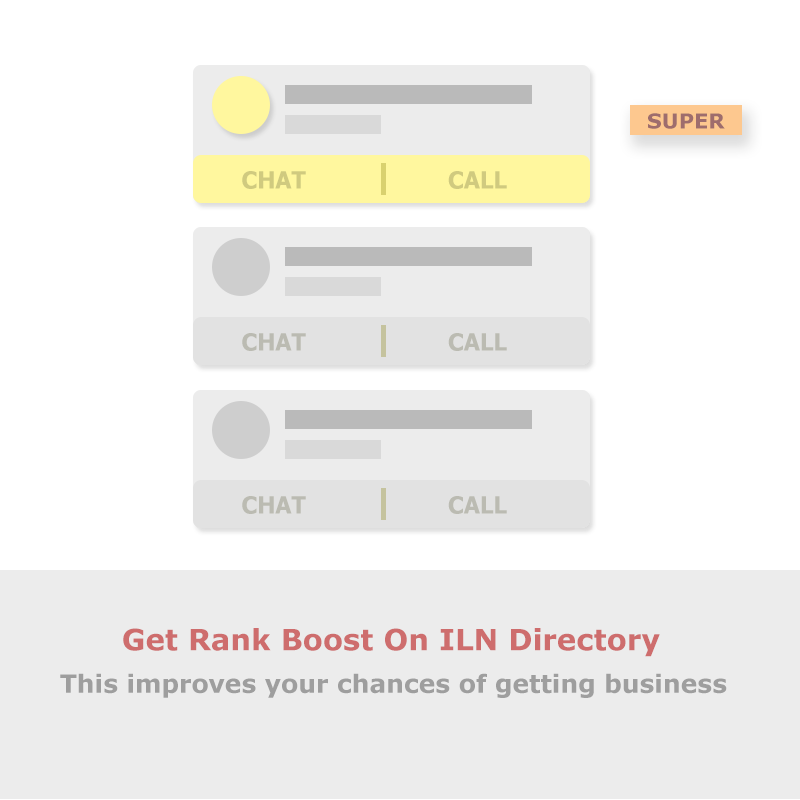 SUPER
CHAT CALL
CHAT CALL
CHAT CALL
Get Rank Boost On ILN Directory
This improves your chances of getting business